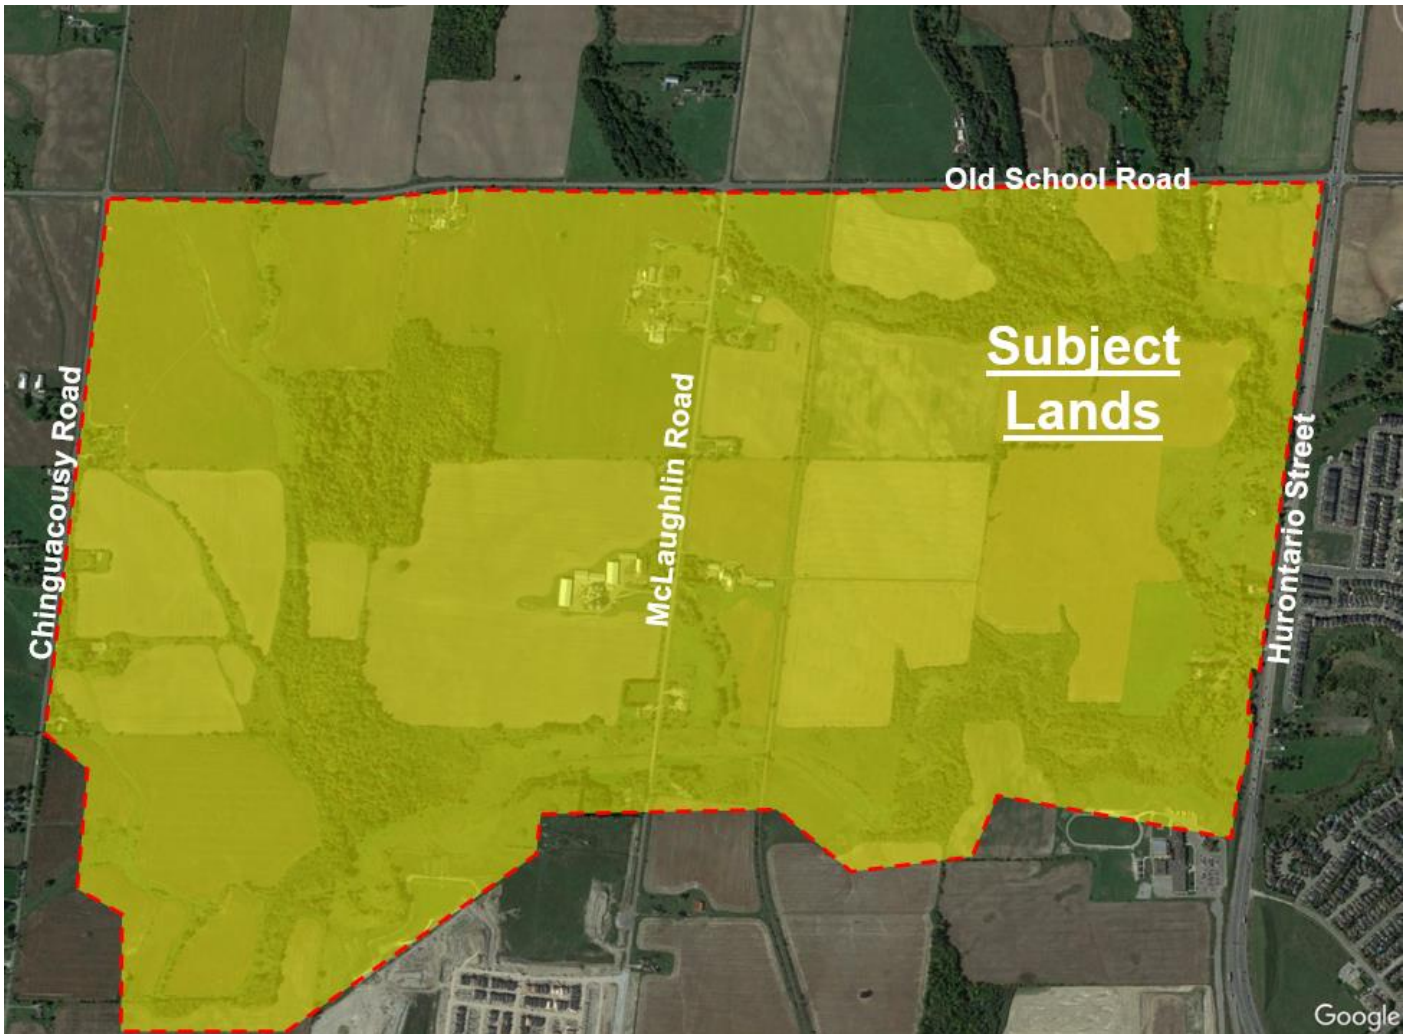 Old School Road
Subject
Lands
Chinguacousy Road
McLaughlin Road
Hurontario Street
Google